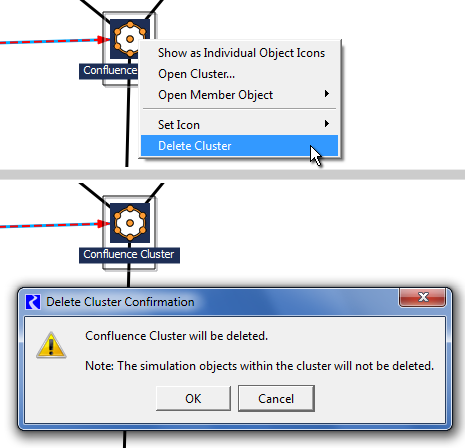 Confluence
Show as Individual Object Icons
Open Cluster...
Open Member Object
Set Icon
Delete Cluster
Confluence Cluster
Delete Cluster Confirmation
Confluence Cluster will be deleted.
Note: The simulation objects within the cluster will not be deleted.
OK
Cancel